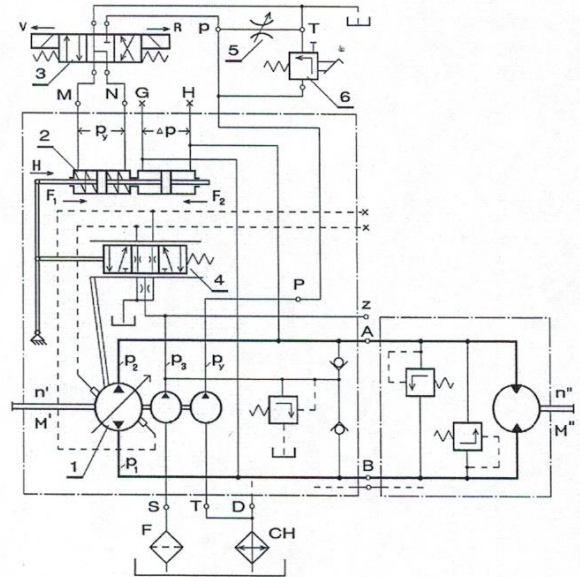 V R P T
3 5 6
M N G H
Py Δp
2
H
F1 F2
x
x
4
P
z
A
P2 P3 Py
n' n"
M' M"
1 P1
B
S T D
F CH